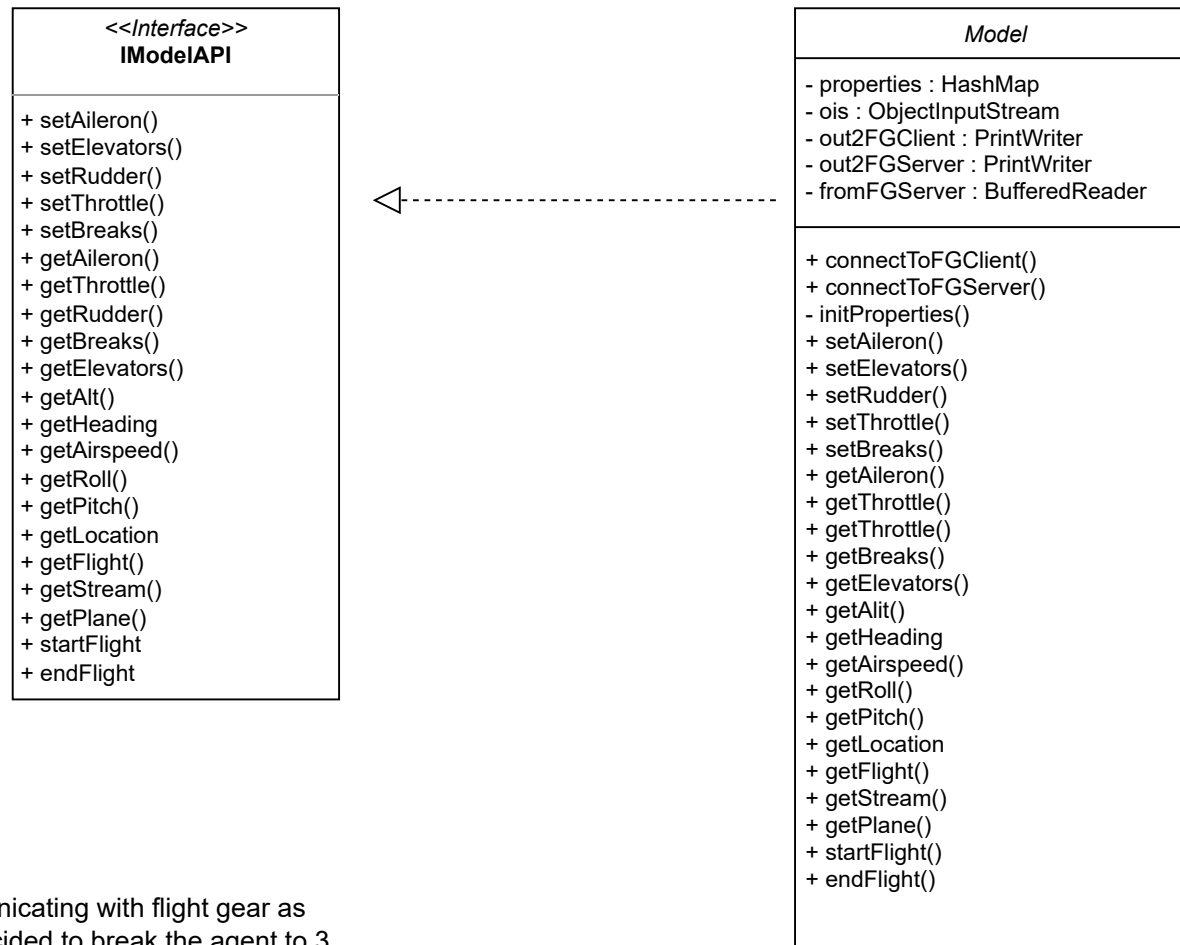 <<Interface>>
IModelAPI
+ setAileron()
+ setElevators()
+ setRudder()
+ setThrottle()
+ setBreaks()
+ getAileron()
+ getThrottle()
+ getRudder()
+ getBreaks()
+ getElevators()
+ getAlt()
+ getHeading
+ getAirspeed()
+ getRoll()
+ getPitch()
+ getLocation
+ getFlight()
+ getStream()
+ getPlane()
+ startFlight
+ endFlight
Model
- properties : HashMap
- ois : ObjectInputStream
- out2FGClient : PrintWriter
- out2FGServer : PrintWriter
- fromFGServer : BufferedReader
+ connectToFGClient()
+ connectToFGServer()
- initProperties()
+ setAileron()
+ setElevators()
+ setRudder()
+ setThrottle()
+ setBreaks()
+ getAileron()
+ getThrottle()
+ getThrottle()
+ getBreaks()
+ getElevators()
+ getAlit()
+ getHeading
+ getAirspeed()
+ getRoll()
+ getPitch()
+ getLocation
+ getFlight()
+ getStream()
+ getPlane()
+ startFlight()
+ endFlight()
nicating with flight gear as
cided to break the agent to 3